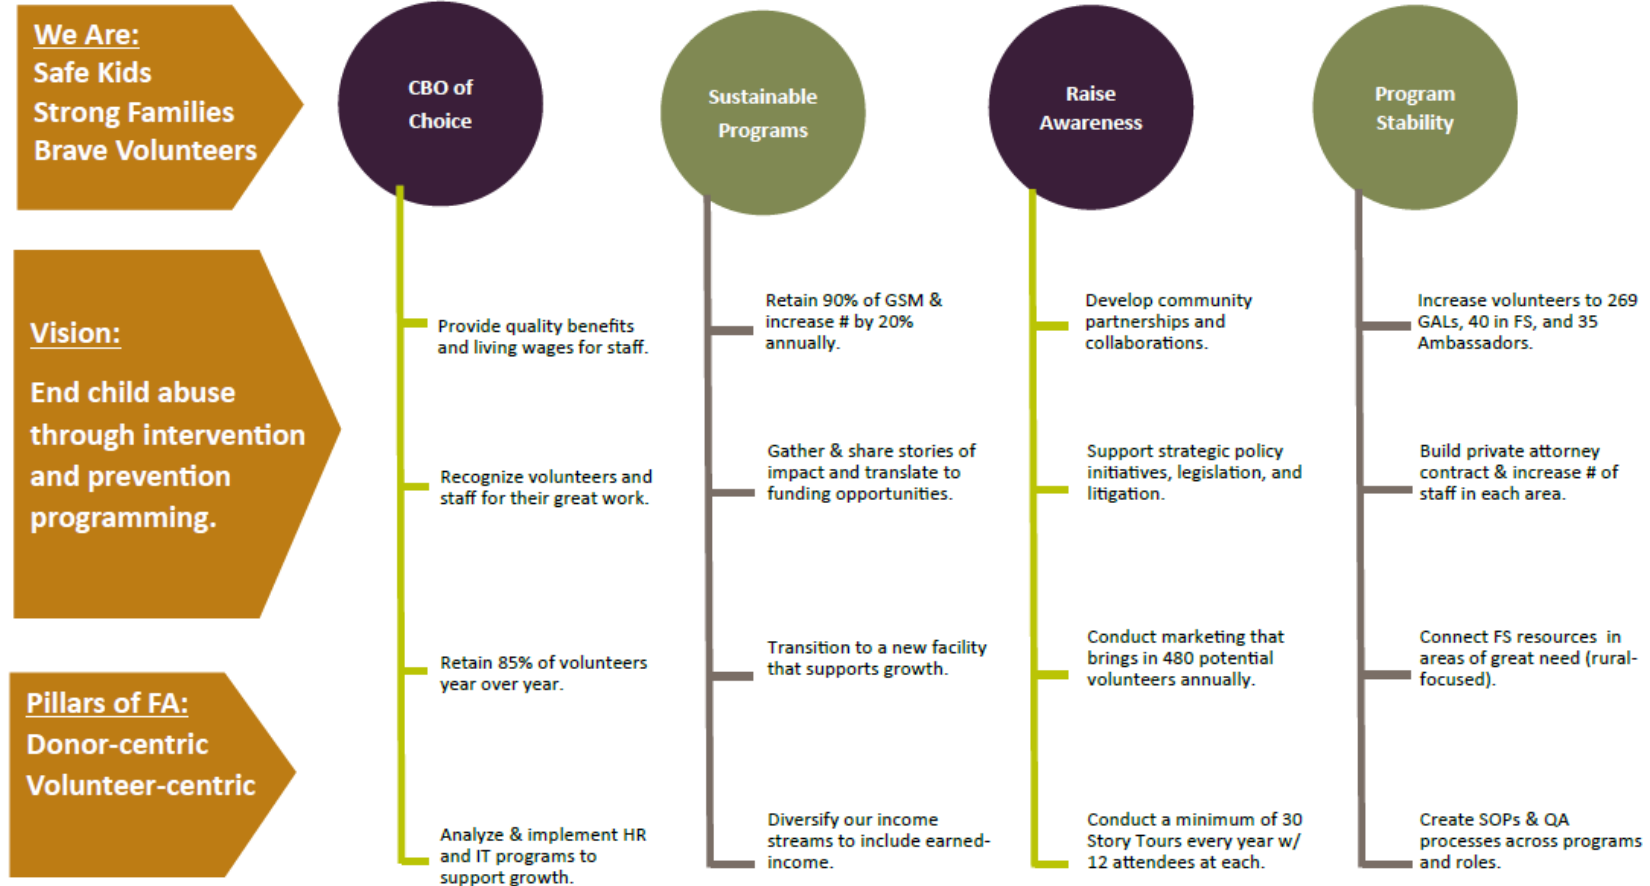 We Are:
Safe Kids
Strong Families
Brave Volunteers
Vision:
End child abuse
through intervention
and prevention
programming.
Pillars of FA:
Donor-centric
Volunteer-centric
CBO of
Choice
Provide quality benefits
and living wages for staff.
Recognize volunteers and
staff for their great work.
Retain 85% of volunteers
year over year.
Analyze & implement HR
and IT programs to
support growth.
Sustainable
Programs
Retain 90% of GSM &
increase # by 20%
annually.
Gather & share stories of
impact and translate to
funding opportunities.
Transition to a new facility
that supports growth.
Diversify our income
streams to include earned-
income.
Raise
Awareness
Develop community
partnerships and
collaborations.
Support strategic policy
initiatives, legislation, and
litigation.
Conduct marketing that
brings in 480 potential
volunteers annually.
Conduct a minimum of 30
Story Tours every year w/
12 attendees at each.
Program
Stability
Increase volunteers to 269
GALs, 40 in FS, and 35
Ambassadors.
Build private attorney
contract & increase # of
staff in each area.
Connect FS resources in
areas of great need (rural-
focused).
Create SOPs & QA
processes across programs
and roles.